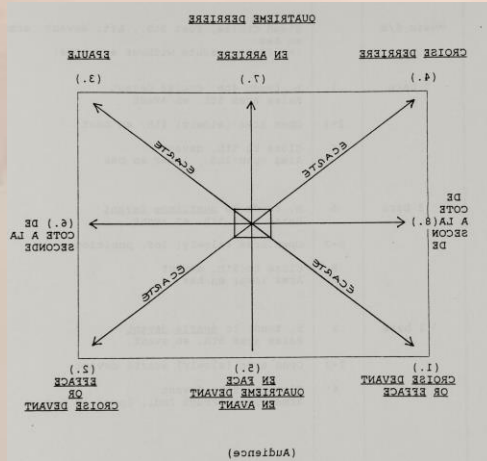 QUATRIEME DERRIERE
CROISE DERRIERE
(4.)
EN ARRIERE
(7.)
EPAULE
(3.)
ECARTE
ECARTE
DE
COTE
A LA (8.)
SECON
DE
(6.) DE
COTE A LA
SECONDE
ECARTE
ECARTE
(1.)
CROISE DEVANT
OR EFFACE
(5.)
EN FACE
QUATRIEME DEVANT
EN AVANT
(2.)
EFFACE
OR
CROISE DEVANT
(Audience)